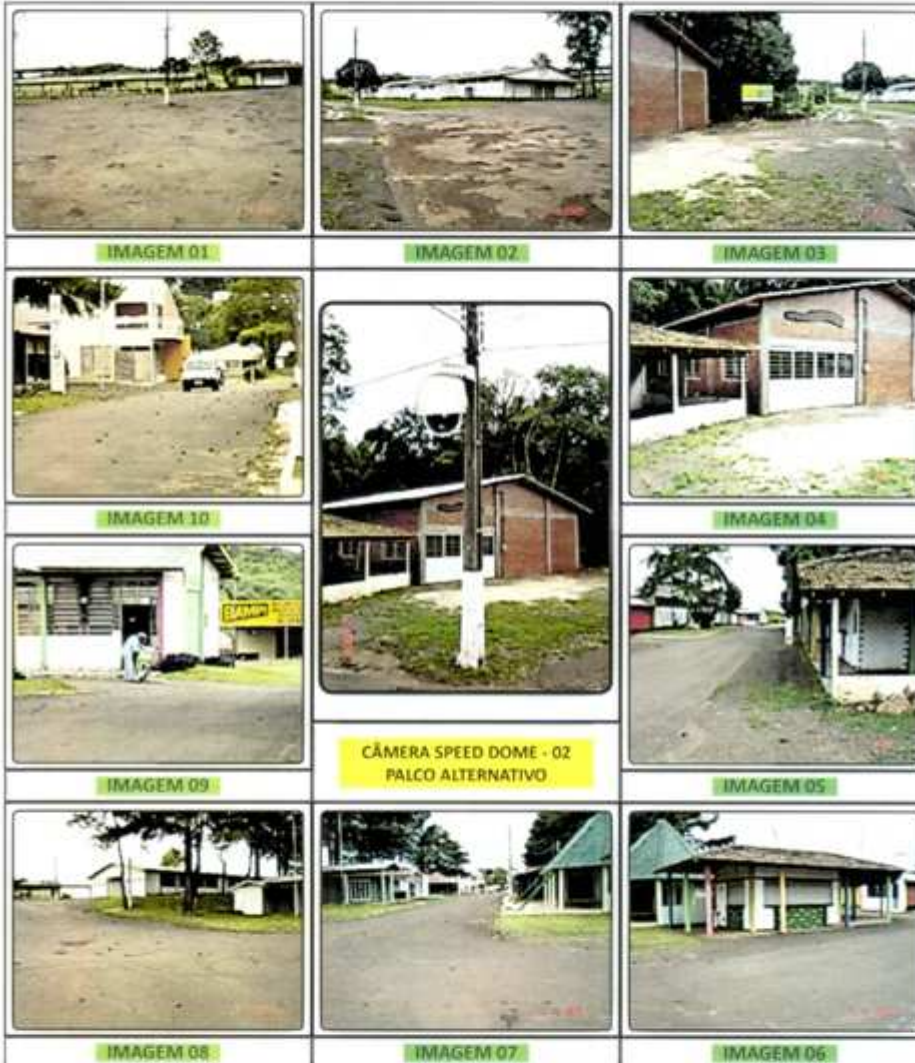 IMAGEM 01
IMAGEM 02
IMAGEM 03
IMAGEM 10
IMAGEM 04
CÂMERA SPEED DOME - 02
PALCO ALTERNATIVO
IMAGEM 09
IMAGEM 05
IMAGEM 08
IMAGEM 07
IMAGEM 06